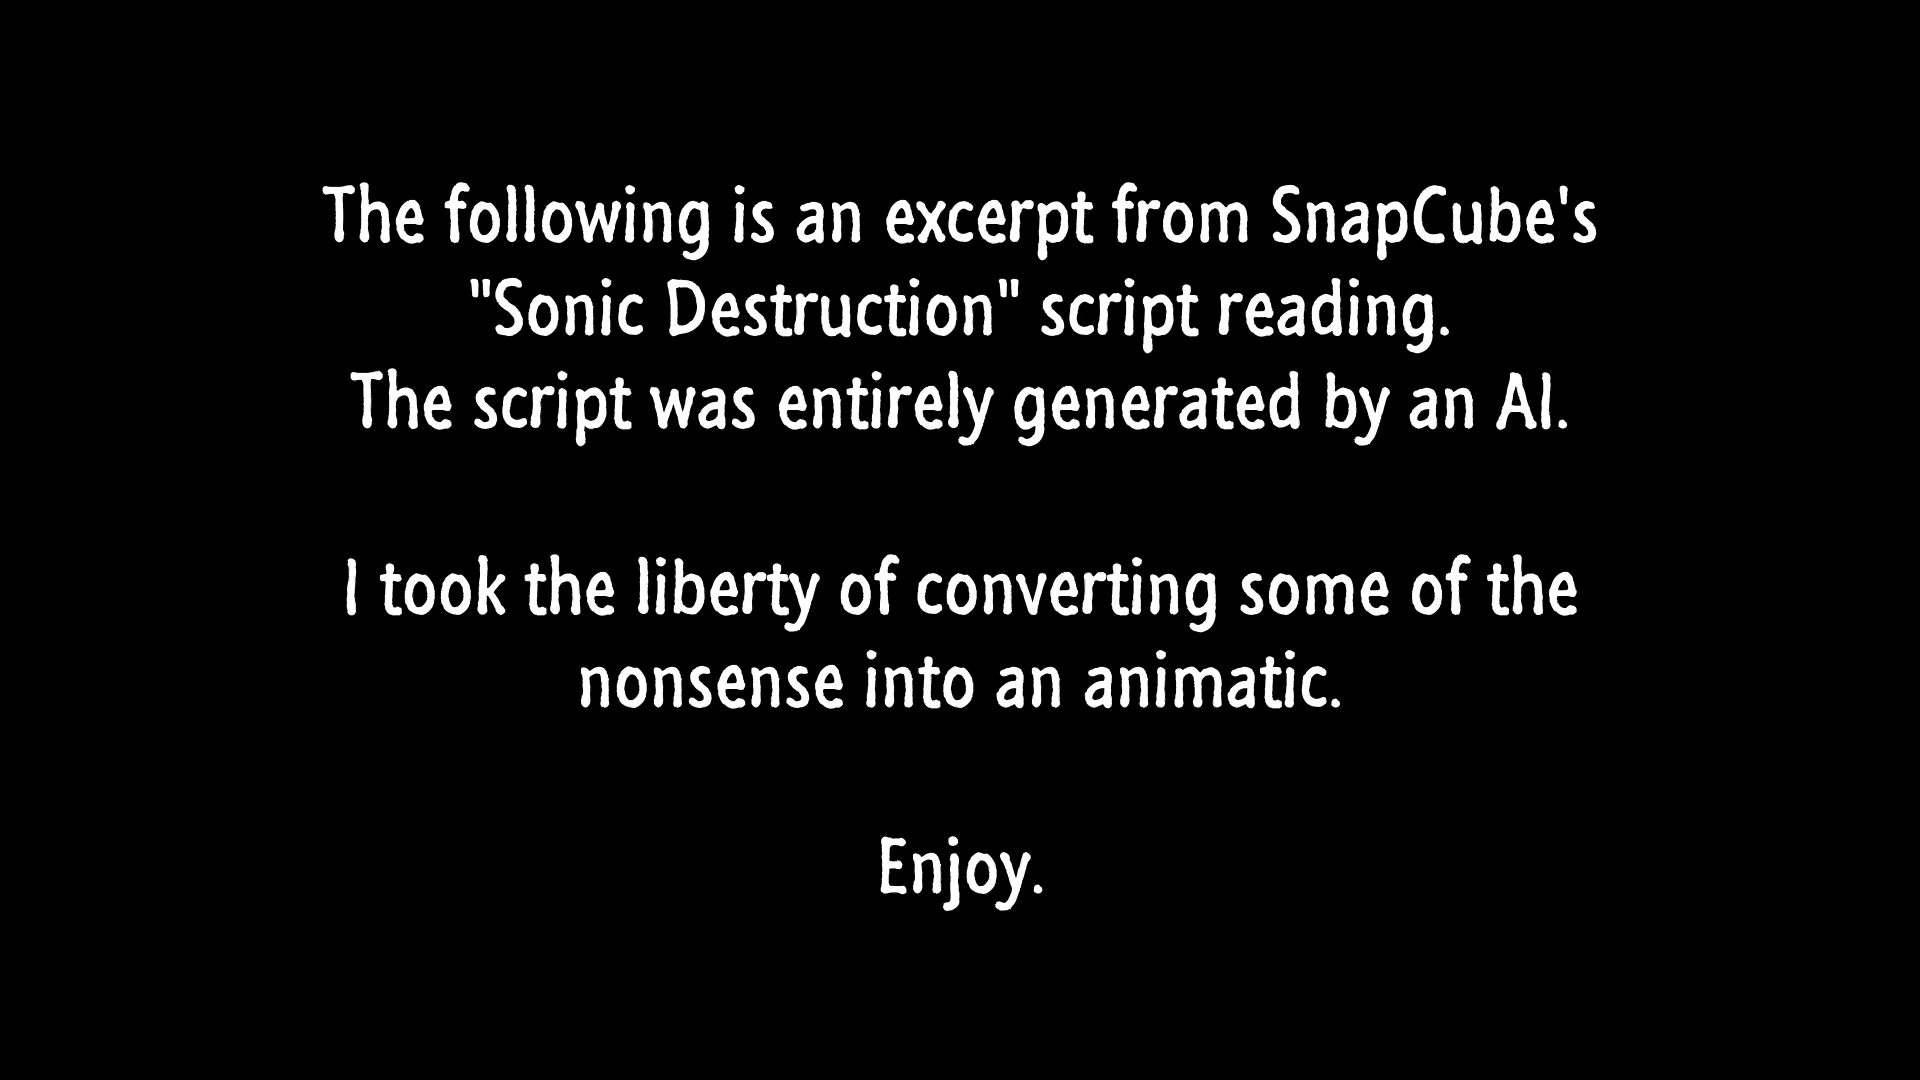 The following is an excerpt from SnapCube's
"Sonic Destruction" script reading.
The script was entirely generated by an AI.
I took the liberty of converting some of the
nonsense into an animatic.
Enjoy.